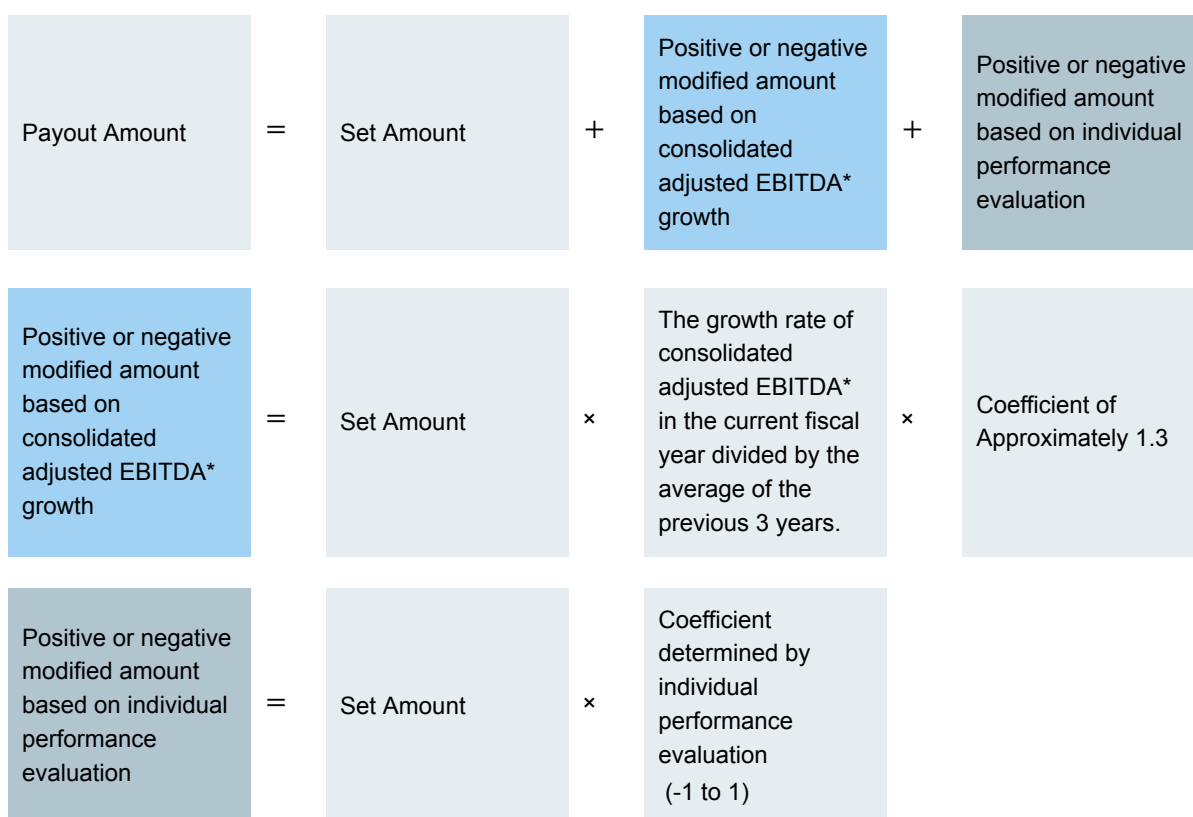 Payout Amount
=
Set Amount
+
Positive or negative
modified amount
based on
consolidated
adjusted EBITDA*
growth
+
Positive or negative
modified amount
based on individual
performance
evaluation
Positive or negative
modified amount
based on
consolidated
adjusted EBITDA*
growth
=
Set Amount
×
The growth rate of
consolidated
adjusted EBITDA*
in the current fiscal
year divided by the
average of the
previous 3 years.
×
Coefficient of
Approximately 1.3
Positive or negative
modified amount
based on individual
performance
evaluation
=
Set Amount
×
Coefficient
determined by
individual
performance
evaluation
(-1 to 1)